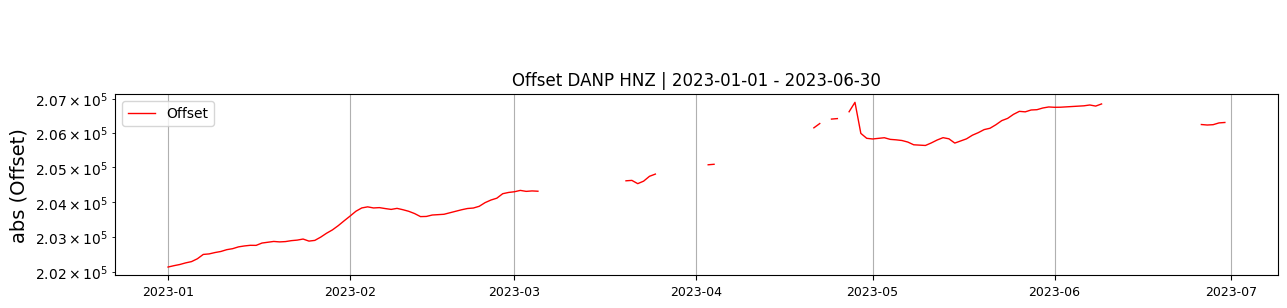 Offset DANP HNZ | 2023-01-01 - 2023-06-30
Offset
abs (Offset)
2.07 × 10⁵
2.06 × 10⁵
2.05 × 10⁵
2.04 × 10⁵
2.03 × 10⁵
2.02 × 10⁵
2023-01 2023-02 2023-03 2023-04 2023-05 2023-06 2023-07